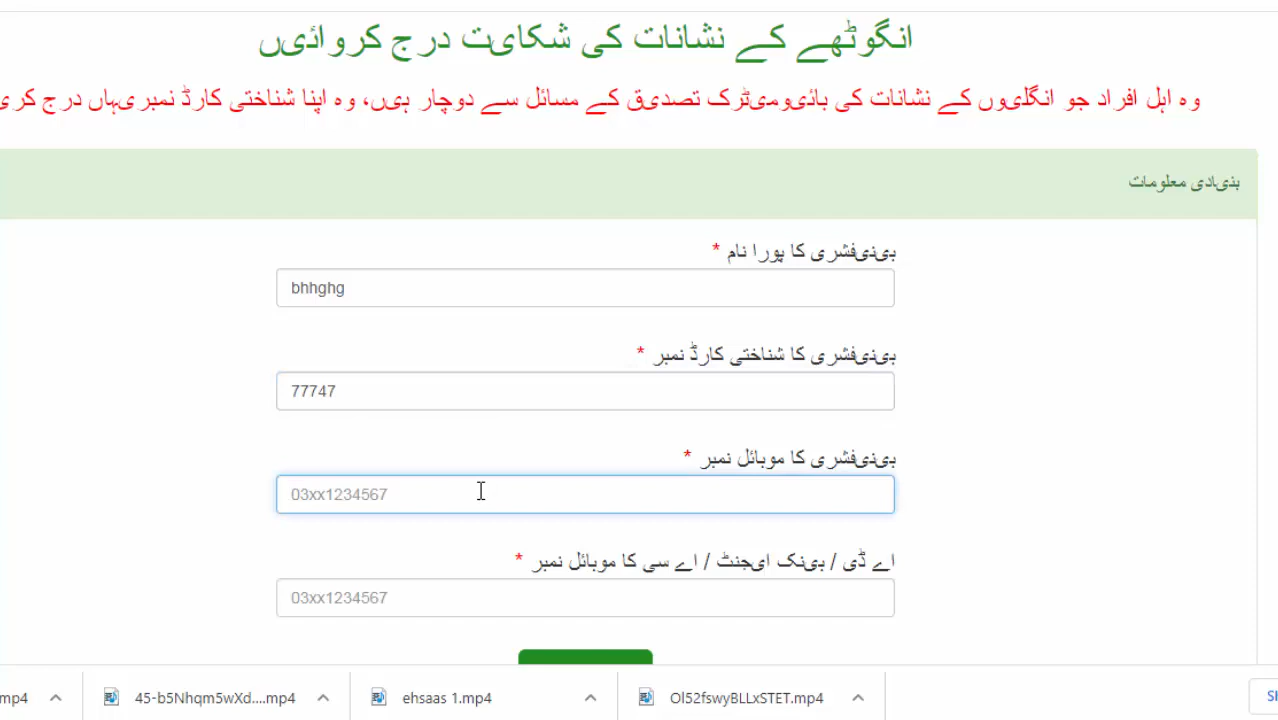 انگوٹھے کے نشانات کی شکایت درج کروائیں
وہ اہل افراد جو انگلیوں کے نشانات کی بائیومیٹرک تصدیق کے مسائل سے دوچار ہیں، وہ اپنا شناختی کارڈ نمبر یہاں درج کری
بنیادی معلومات
بینیفشری کا پورا نام *
bhhghg
بینیفشری کا شناختی کارڈ نمبر *
77747
بینیفشری کا موبائل نمبر *
03xx1234567
اے ڈی / بینک ایجنٹ / اے سی کا موبائل نمبر *
03xx1234567
mp4 45-b5Nhqm5wXd....mp4 ehsaas 1.mp4 Ol52fswyBLLxSTET.mp4